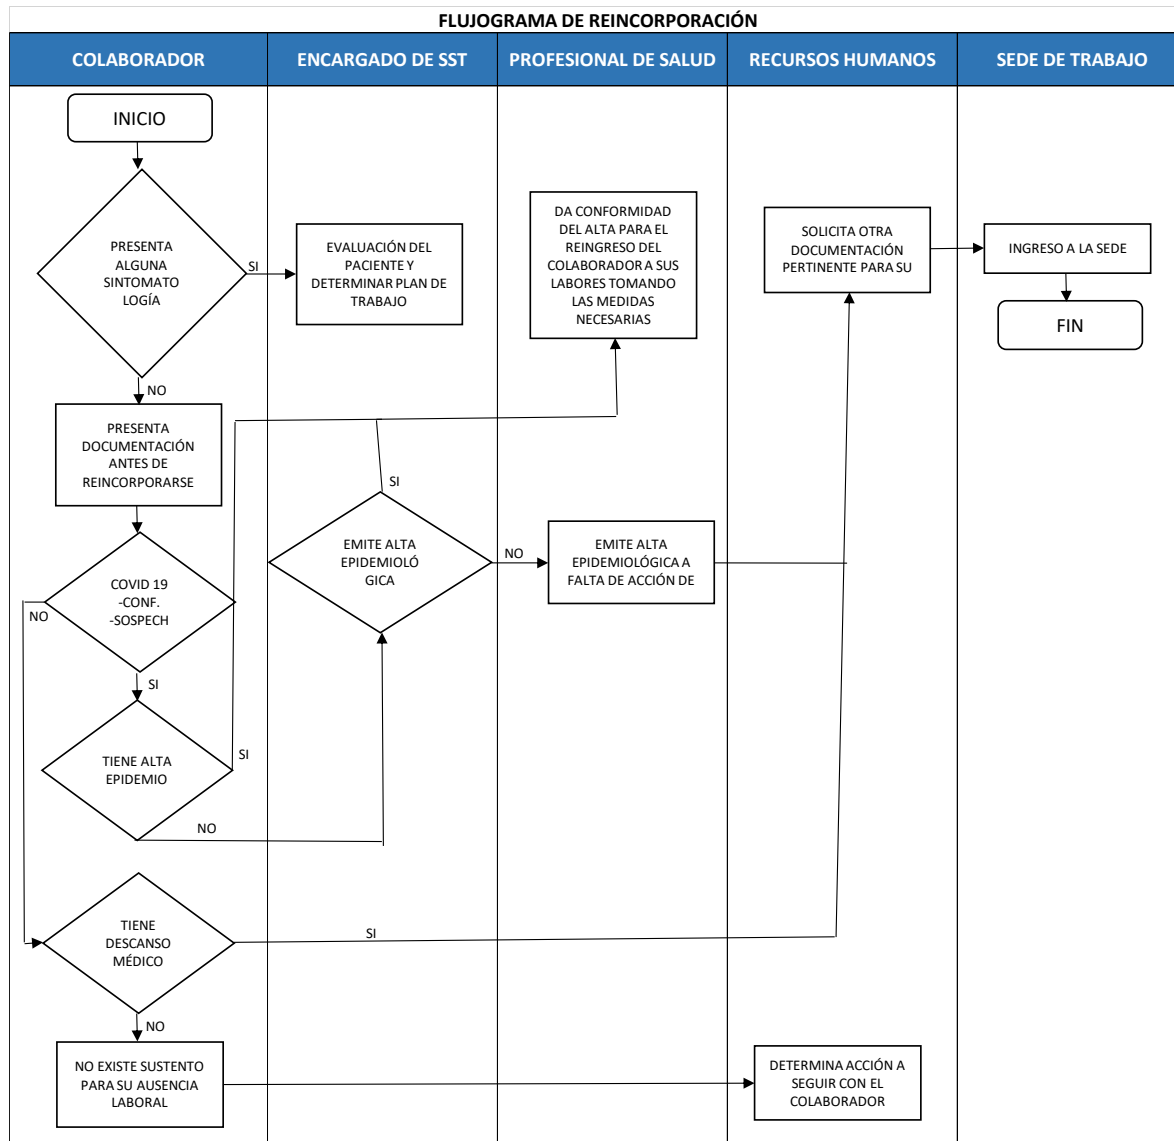 FLUJOGRAMA DE REINCORPORACIÓN
COLABORADOR
ENCARGADO DE SST
PROFESIONAL DE SALUD
RECURSOS HUMANOS
SEDE DE TRABAJO
INICIO
PRESENTA
ALGUNA
SINTOMATO
LOGÍA
SI
EVALUACIÓN DEL
PACIENTE Y
DETERMINAR PLAN DE
TRABAJO
DA CONFORMIDAD
DEL ALTA PARA EL
REINGRESO DEL
COLABORADOR A SUS
LABORES TOMANDO
LAS MEDIDAS
NECESARIAS
SOLICITA OTRA
DOCUMENTACIÓN
PERTINENTE PARA SU
INGRESO A LA SEDE
FIN
NO
PRESENTA
DOCUMENTACIÓN
ANTES DE
REINCORPORARSE
SI
EMITE ALTA
EPIDEMIOLÓ
GICA
NO
EMITE ALTA
EPIDEMIOLÓGICA A
FALTA DE ACCIÓN DE
COVID 19
-CONF.
-SOSPECH
NO
SI
TIENE ALTA
EPIDEMIO
SI
NO
TIENE
DESCANSO
MÉDICO
SI
NO
NO EXISTE SUSTENTO
PARA SU AUSENCIA
LABORAL
DETERMINA ACCIÓN A
SEGUIR CON EL
COLABORADOR